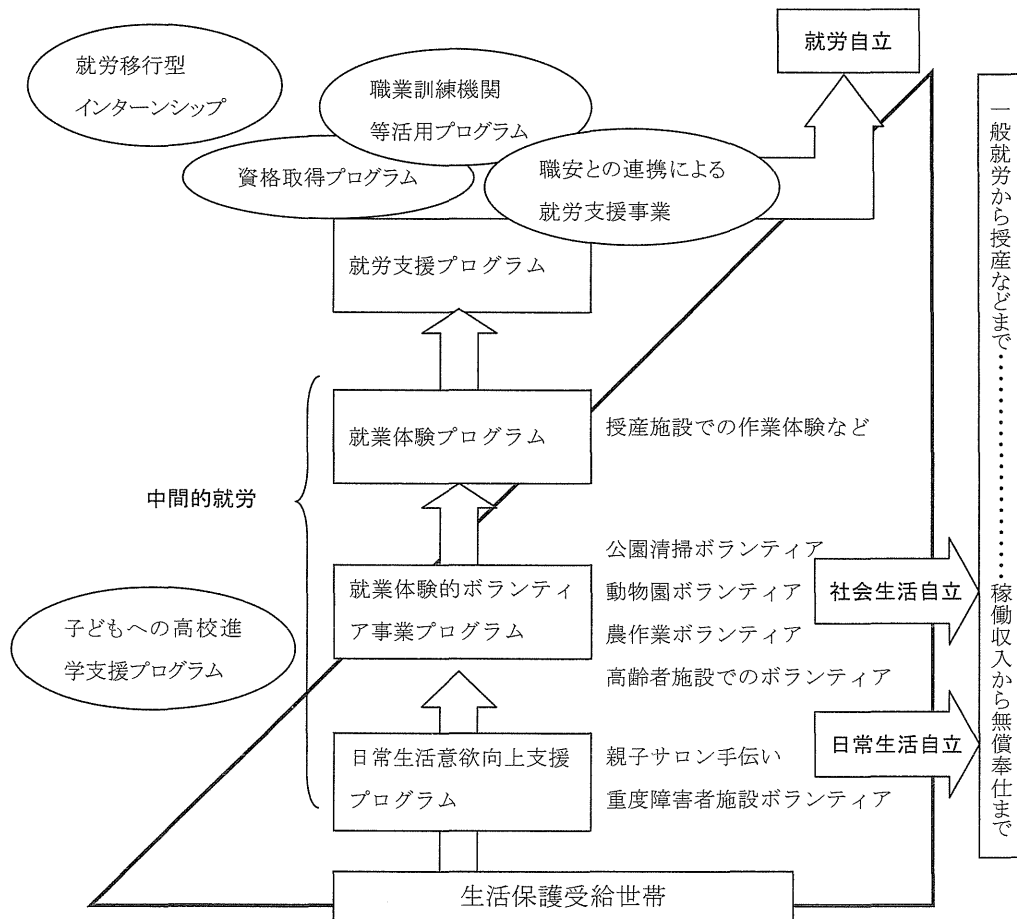 就労自立
就労移行型
インターンシップ
職業訓練機関
等活用プログラム
資格取得プログラム
職安との連携による
就労支援事業
就労支援プログラム
就業体験プログラム
授産施設での作業体験など
中間的就労
就業体験的ボランティ
ア事業プログラム
公園清掃ボランティア
動物園ボランティア
農作業ボランティア
高齢者施設でのボランティア
社会生活自立
子どもへの高校進
学支援プログラム
日常生活意欲向上支援
プログラム
親子サロン手伝い
重度障害者施設ボランティア
日常生活自立
生活保護受給世帯
一般就労から授産などまで……………………稼働収入から無償奉仕まで